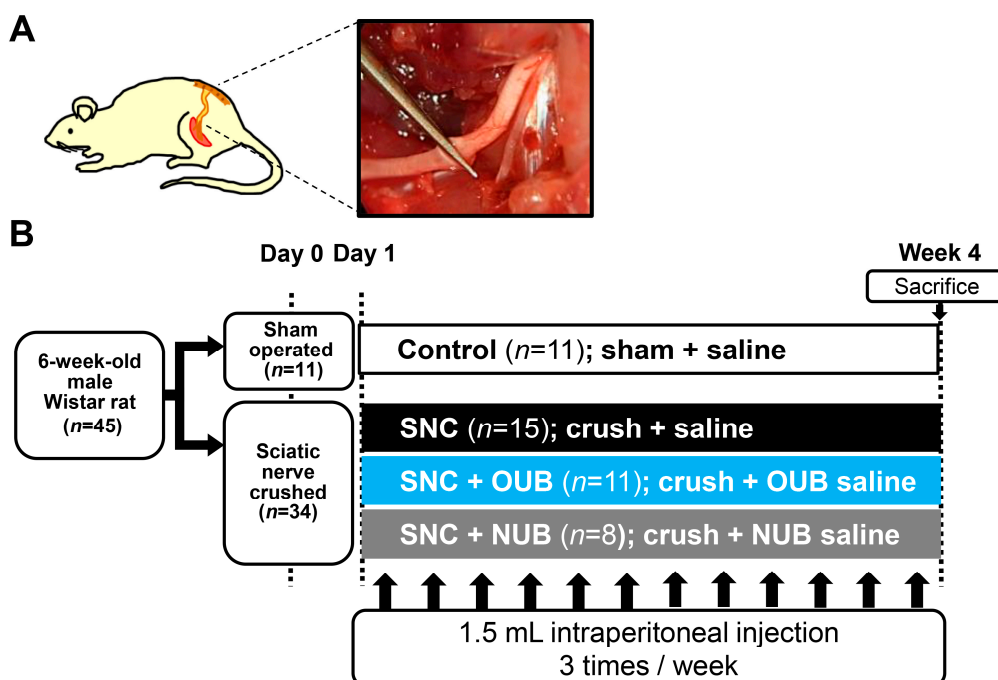 A
B
Day 0 Day 1
Week 4
Sacrifice
6-week-old
male
Wistar rat
(n=45)
Sham
operated
(n=11)
Control (n=11); sham + saline
Sciatic
nerve
crushed
(n=34)
SNC (n=15); crush + saline
SNC + OUB (n=11); crush + OUB saline
SNC + NUB (n=8); crush + NUB saline
1.5 mL intraperitoneal injection
3 times / week